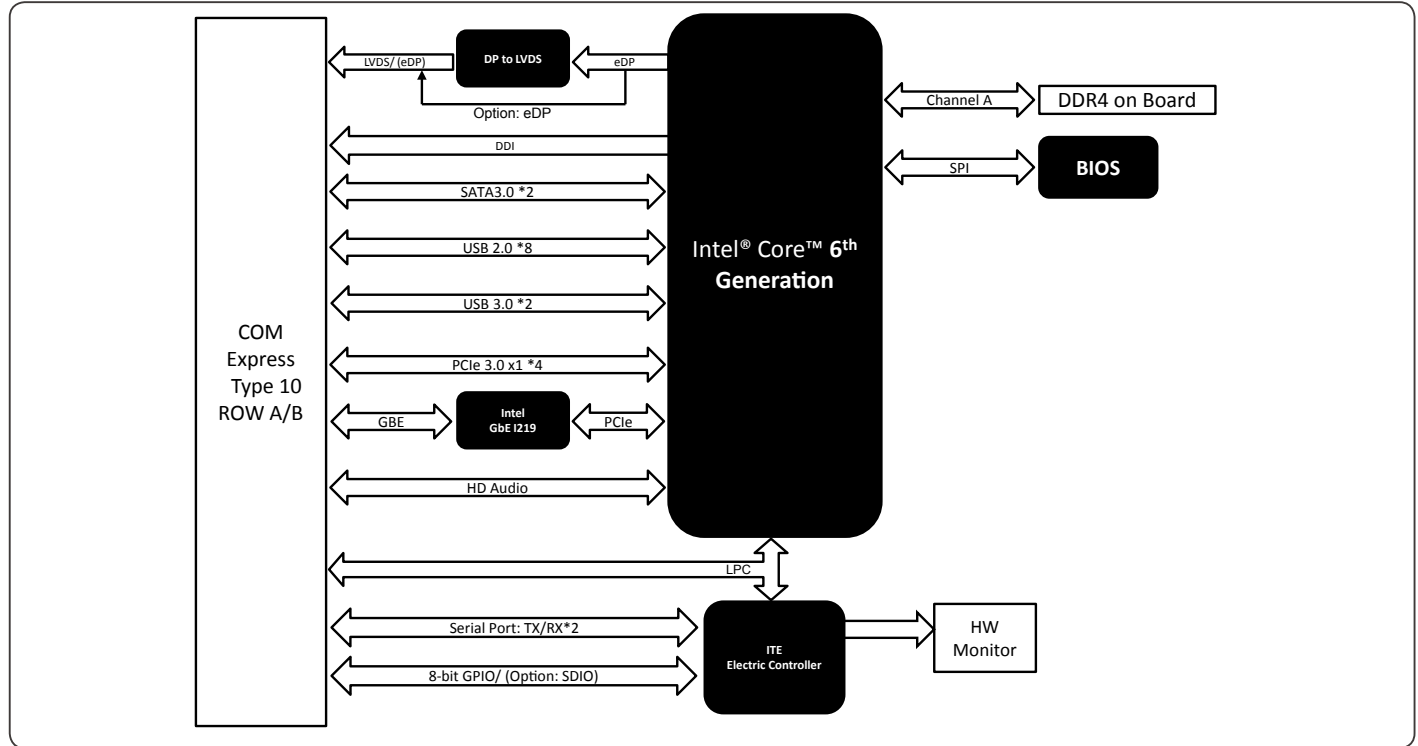 COM
Express
Type 10
ROW A/B
LVDS/ (eDP)
DP to LVDS
eDP
Option: eDP
DDI
SATA3.0 *2
USB 2.0 *8
USB 3.0 *2
PCIe 3.0 x1 *4
GBE
Intel
GbE I219
PCIe
HD Audio
LPC
Serial Port: TX/RX*2
8-bit GPIO/ (Option: SDIO)
Intel® Core™ 6th
Generation
Channel A
DDR4 on Board
SPI
BIOS
ITE
Electric Controller
HW
Monitor